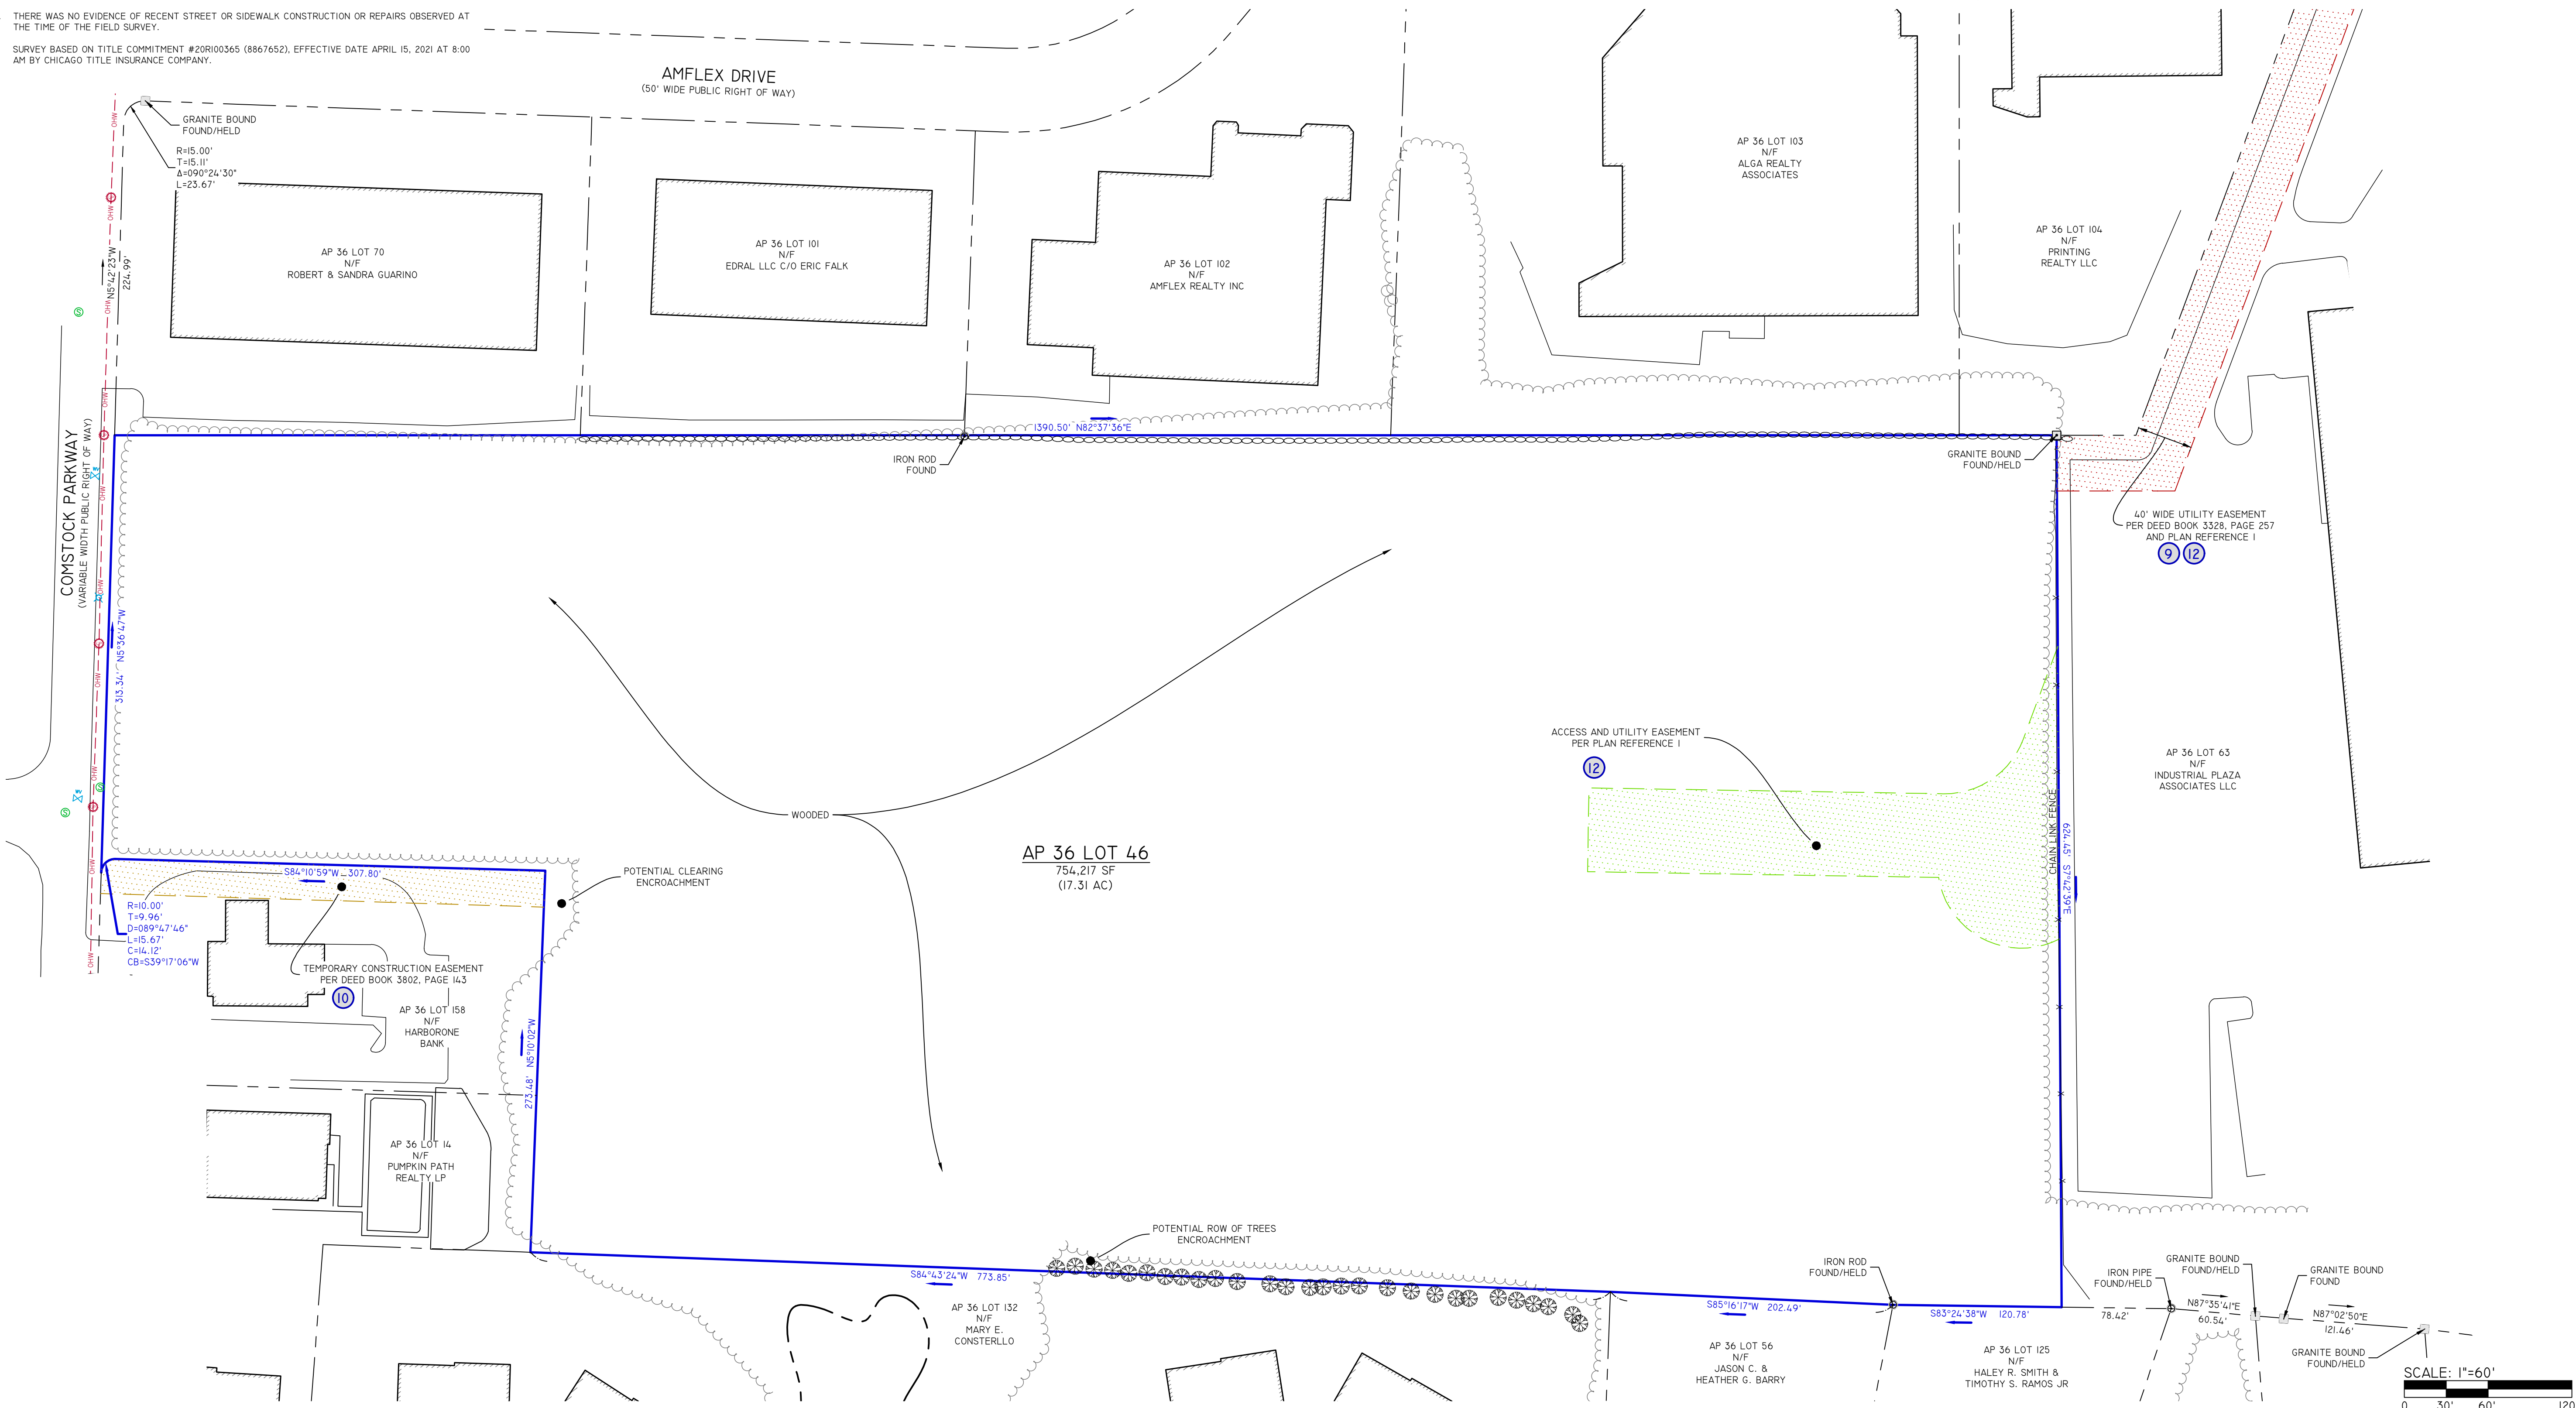 THERE WAS NO EVIDENCE OF RECENT STREET OR SIDEWALK CONSTRUCTION OR REPAIRS OBSERVED AT
THE TIME OF THE FIELD SURVEY.
SURVEY BASED ON TITLE COMMITMENT #20RI00365 (8867652), EFFECTIVE DATE APRIL 15, 2021 AT 8:00
AM BY CHICAGO TITLE INSURANCE COMPANY.
AMFLEX DRIVE
(50' WIDE PUBLIC RIGHT OF WAY)
GRANITE BOUND
FOUND/HELD
R=15.00'
T=15.11'
Δ=090°24'30"
L=23.67'
OHW
OHW
N5°42'23"W
224.99'
OHW
OHW
S
AP 36 LOT 70
N/F
ROBERT & SANDRA GUARINO
AP 36 LOT 101
N/F
EDRAL LLC C/O ERIC FALK
AP 36 LOT 102
N/F
AMFLEX REALTY INC
AP 36 LOT 103
N/F
ALGA REALTY
ASSOCIATES
AP 36 LOT 104
N/F
PRINTING
REALTY LLC
1390.50' N82°37'36"E
IRON ROD
FOUND
GRANITE BOUND
FOUND/HELD
40' WIDE UTILITY EASEMENT
PER DEED BOOK 3328, PAGE 257
AND PLAN REFERENCE 1
9 12
COMSTOCK PARKWAY
(VARIABLE WIDTH PUBLIC RIGHT OF WAY)
OHW
OHW
OHW
OHW
OHW
OHW
S
S
313.34' N5°36'47"W
WOODED
ACCESS AND UTILITY EASEMENT
PER PLAN REFERENCE 1
12
AP 36 LOT 46
754,217 SF
(17.31 AC)
CHAIN LINK FENCE
624.45' S7°42'39"E
AP 36 LOT 63
N/F
INDUSTRIAL PLAZA
ASSOCIATES LLC
S84°10'59"W 307.80'
POTENTIAL CLEARING
ENCROACHMENT
R=10.00'
T=9.96'
D=089°47'46"
L=15.67'
C=14.12'
CB=S39°17'06"W
TEMPORARY CONSTRUCTION EASEMENT
PER DEED BOOK 3802, PAGE 143
10
AP 36 LOT 158
N/F
HARBORONE
BANK
273.48' N5°10'02"W
AP 36 LOT 14
N/F
PUMPKIN PATH
REALTY LP
POTENTIAL ROW OF TREES
ENCROACHMENT
S84°43'24"W 773.85'
AP 36 LOT 132
N/F
MARY E.
CONSTERLLO
IRON ROD
FOUND/HELD
S85°16'17"W 202.49'
S83°24'38"W 120.78'
AP 36 LOT 56
N/F
JASON C. &
HEATHER G. BARRY
AP 36 LOT 125
N/F
HALEY R. SMITH &
TIMOTHY S. RAMOS JR
IRON PIPE
FOUND/HELD
GRANITE BOUND
FOUND/HELD
GRANITE BOUND
FOUND
78.42'
N87°35'41"E
60.54'
N87°02'50"E
121.46'
GRANITE BOUND
FOUND/HELD
SCALE: 1"=60'
0 30' 60' 120